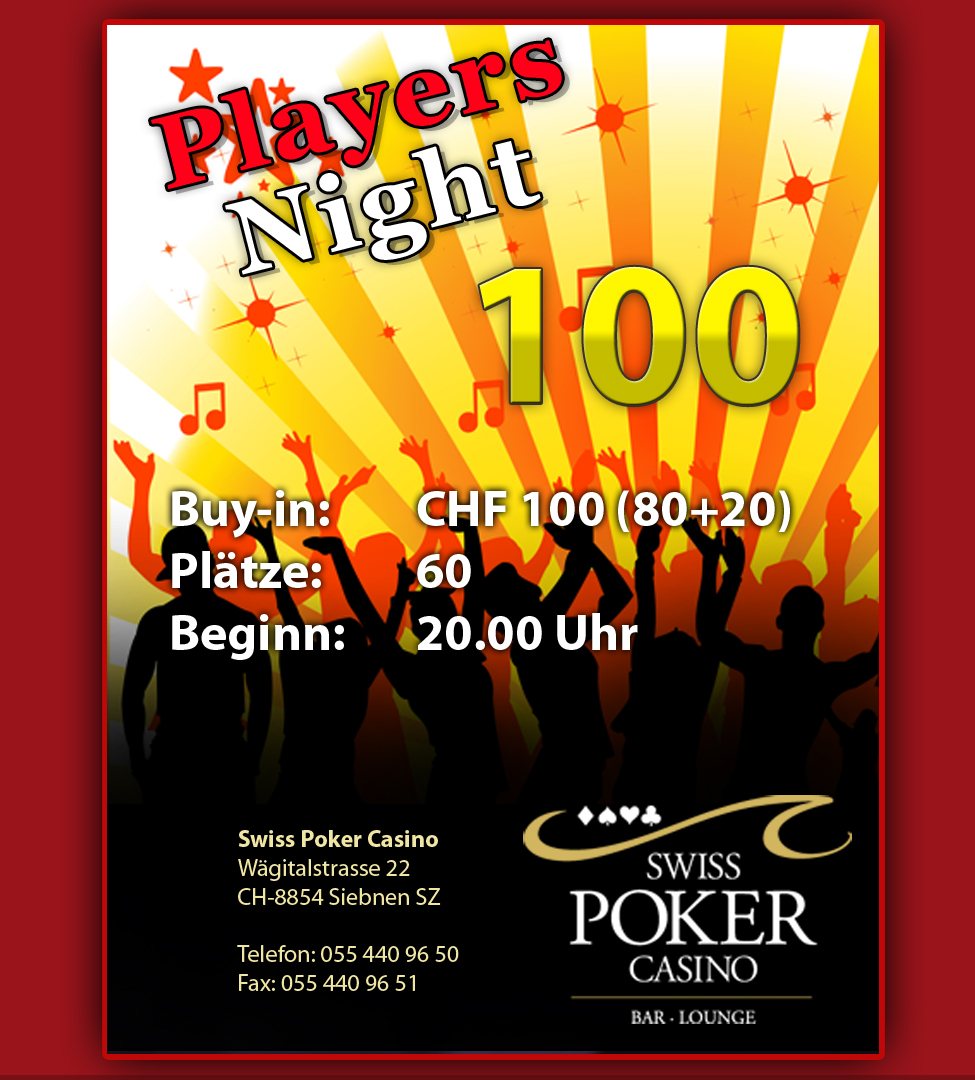 Players
Night
100
Buy-in: CHF 100 (80+20)
Plätze: 60
Beginn: 20.00 Uhr
Swiss Poker Casino
Wägitalstrasse 22
CH-8854 Siebnen SZ
Telefon: 055 440 96 50
Fax: 055 440 96 51
SWISS
POKER
CASINO
BAR · LOUNGE